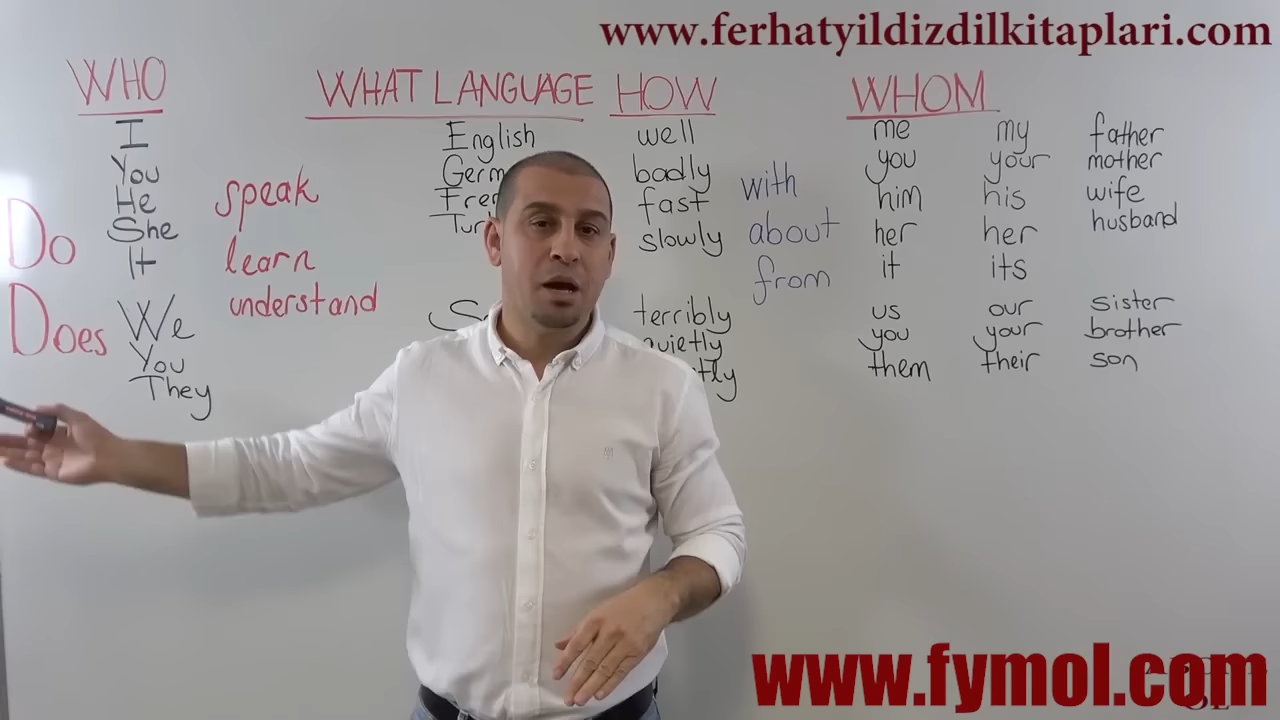 www.ferhatyildizdilkitaplari.com
WHO
I
You
He
She
It
We
You
They
Do
Does
speak
learn
understand
WHAT LANGUAGE
English
HOW
well
badly
fast
slowly
terribly
with
about
from
WHOM
me
you
him
her
it
us
you
them
my
your
his
her
its
our
your
their
father
mother
wife
husband
sister
brother
son
www.fymol.com